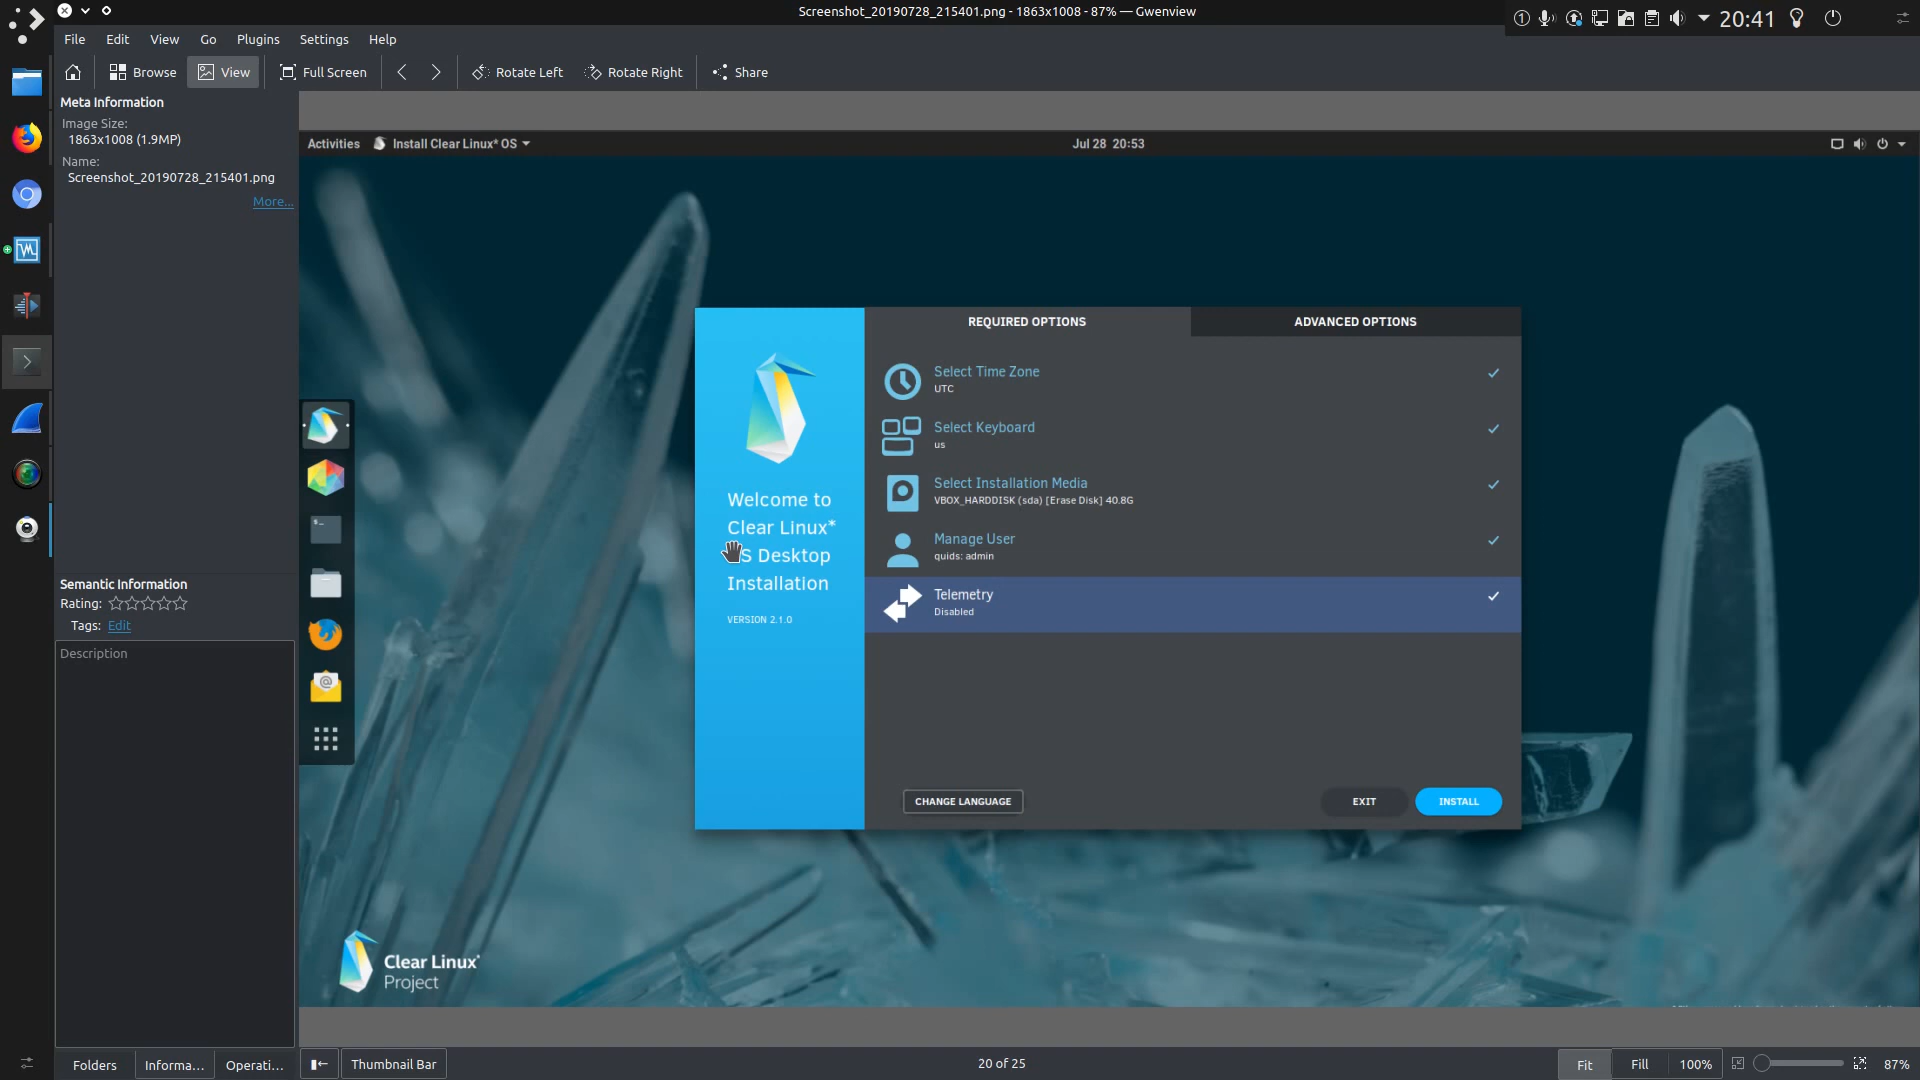 Screenshot_20190728_215401.png - 1863x1008 - 87% — Gwenview
20:41
File Edit View Go Plugins Settings Help
Browse View Full Screen Rotate Left Rotate Right Share
Meta Information
Image Size:
1863x1008 (1.9MP)
Name:
Screenshot_20190728_215401.png
More...
Activities Install Clear Linux* OS Jul 28 20:53
REQUIRED OPTIONS ADVANCED OPTIONS
Select Time Zone
UTC
Select Keyboard
us
Select Installation Media
VBOX_HARDDISK (sda) [Erase Disk] 40.8G
Manage User
quids: admin
Telemetry
Disabled
Welcome to
Clear Linux*
S Desktop
Installation
VERSION 2.1.0
CHANGE LANGUAGE EXIT INSTALL
Clear Linux*
Project
Semantic Information
Rating:
Tags: Edit
Description
Folders Informa... Operati... Thumbnail Bar 20 of 25 Fit Fill 100% 87%